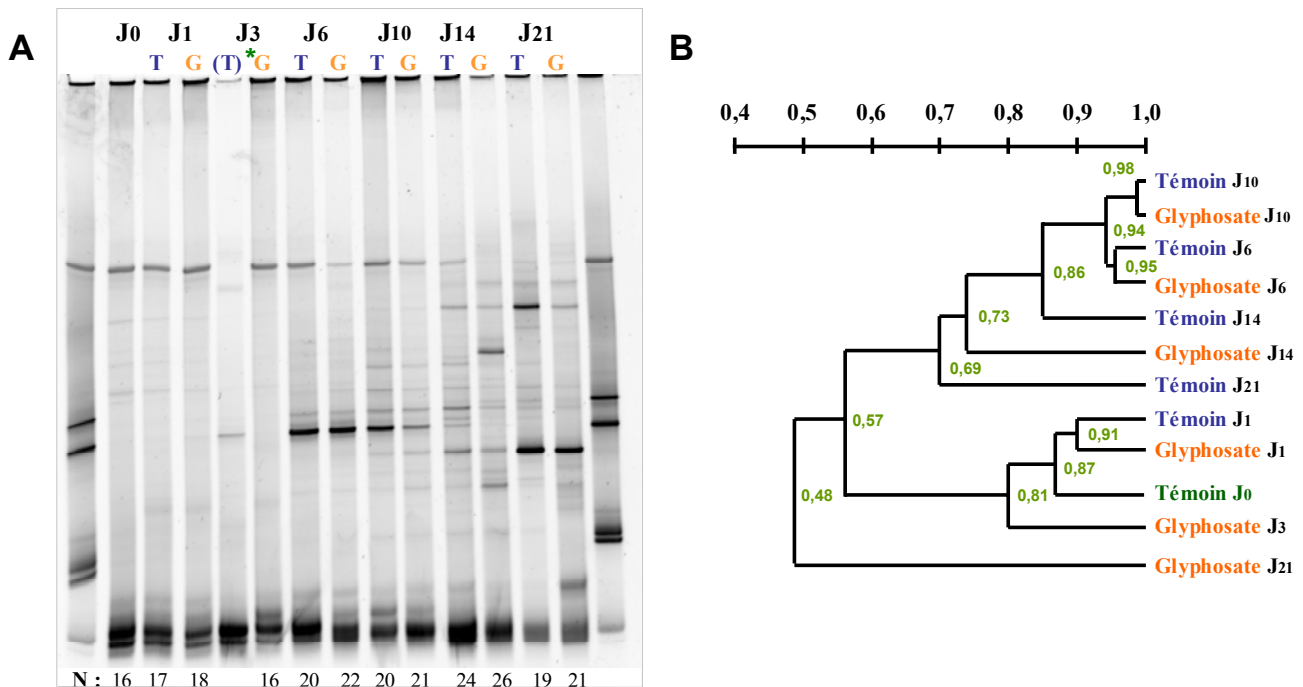 A
J0 J1 J3 J6 J10 J14 J21
T G (T) *G T G T G T G T G
N : 16 17 18 16 20 22 20 21 24 26 19 21
B
0,4 0,5 0,6 0,7 0,8 0,9 1,0
0,98
Témoin J10
Glyphosate J10
0,94
Témoin J6
0,95
0,86
Glyphosate J6
Témoin J14
0,73
Glyphosate J14
0,69
Témoin J21
0,57
Témoin J1
0,91
Glyphosate J1
0,87
0,48
0,81
Témoin J0
Glyphosate J3
Glyphosate J21